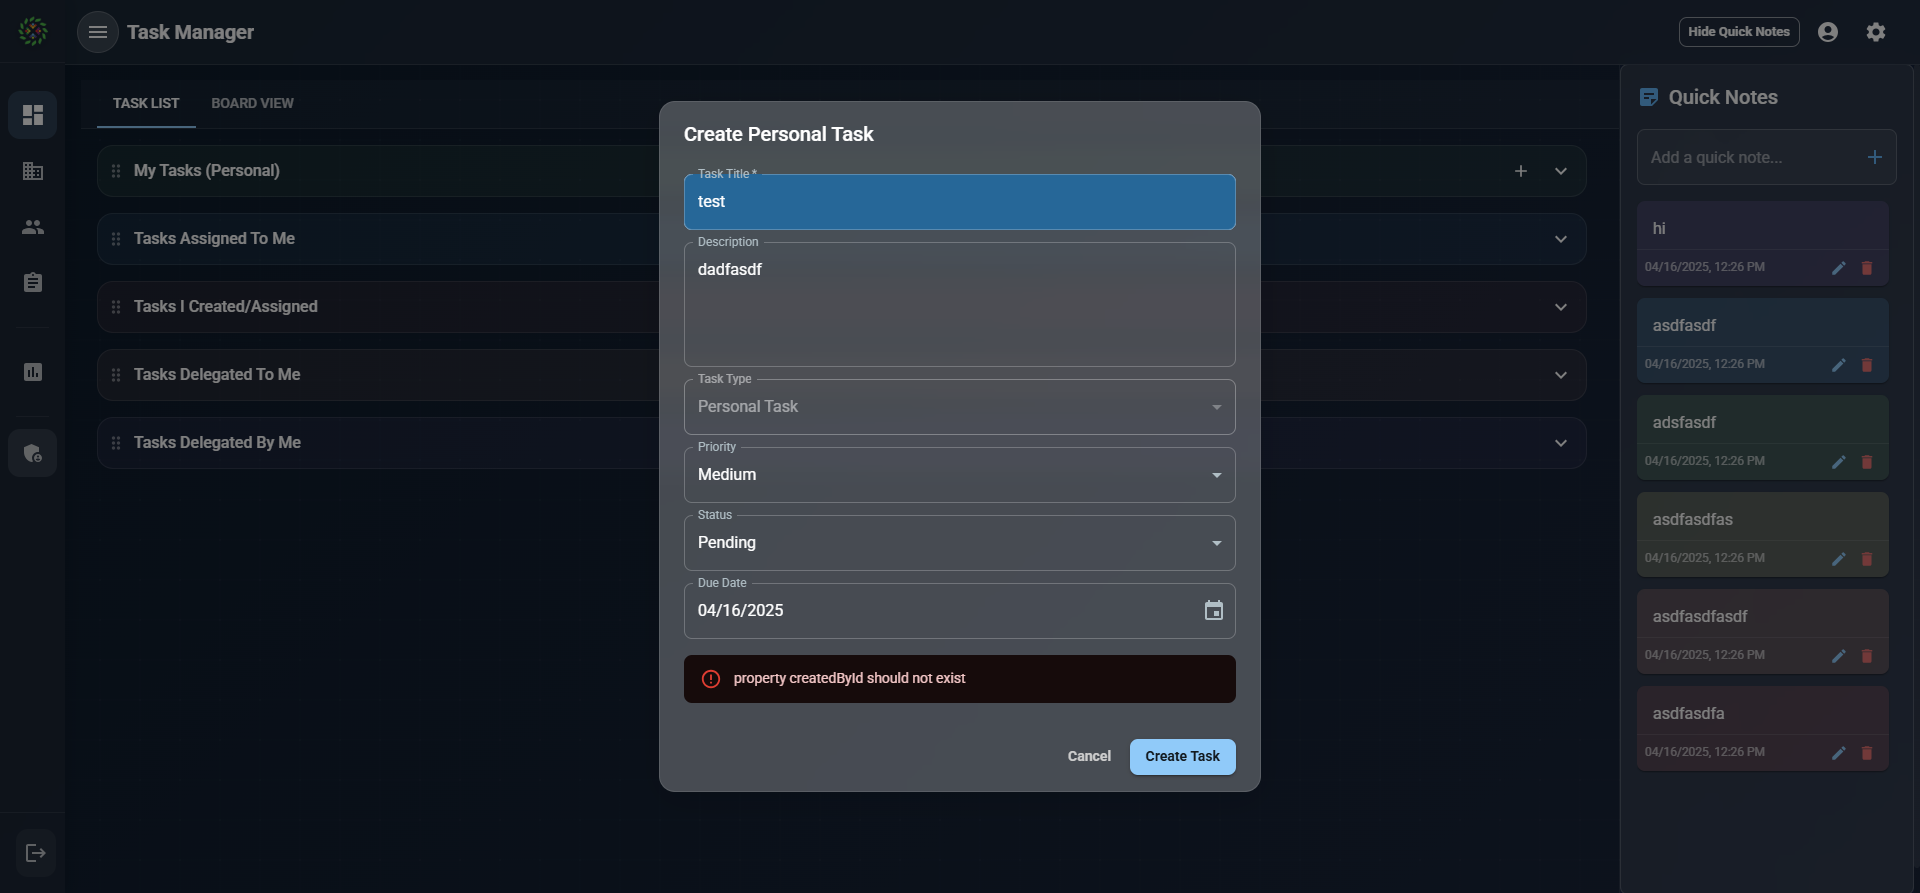 Task Manager
Hide Quick Notes
TASK LIST
BOARD VIEW
My Tasks (Personal)
Tasks Assigned To Me
Tasks I Created/Assigned
Tasks Delegated To Me
Tasks Delegated By Me
Create Personal Task
Task Title *
test
Description
dadfasdf
Task Type
Personal Task
Priority
Medium
Status
Pending
Due Date
04/16/2025
property createdById should not exist
Cancel
Create Task
Quick Notes
Add a quick note...
hi
04/16/2025, 12:26 PM
asdfasdf
04/16/2025, 12:26 PM
adsfasdf
04/16/2025, 12:26 PM
asdfasdfas
04/16/2025, 12:26 PM
asdfasdfasdf
04/16/2025, 12:26 PM
asdfasdfa
04/16/2025, 12:26 PM